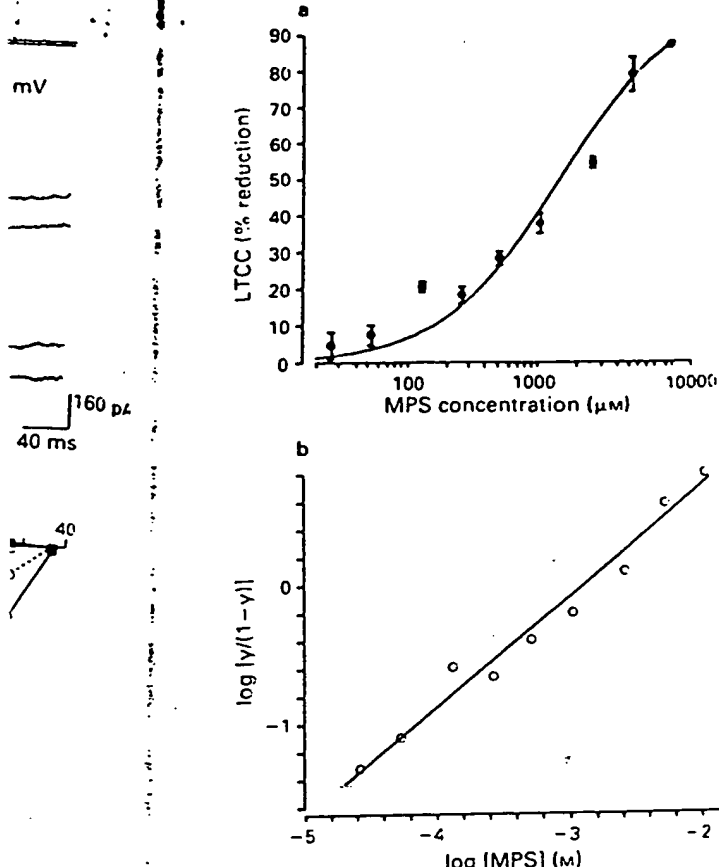 mV
160 pA
40 ms
40
a
LTCC (% reduction)
90
80
70
60
50
40
30
20
10
0
100 1000 10000
MPS concentration (μM)
b
log [y/(1−y)]
0
−1
−5 −4 −3 −2
log [MPS] (M)